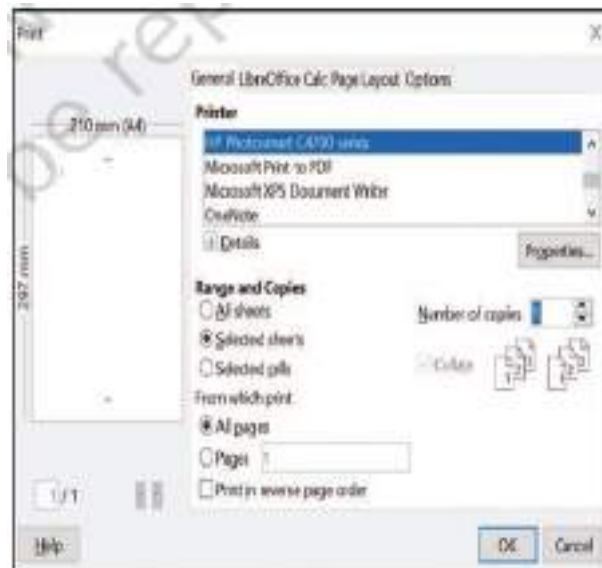 Print
X
General LibreOffice Calc Page Layout Options
Printer
210 mm (A4)
HP Photosmart C4700 series
Microsoft Print to PDF
Microsoft XPS Document Writer
OneNote
Details
Properties...
297 mm
Range and Copies
All sheets
Number of copies
Selected sheets
Selected cells
Collate
From which print
All pages
Pages 1
1 / 1
Print in reverse page order
Help
OK
Cancel